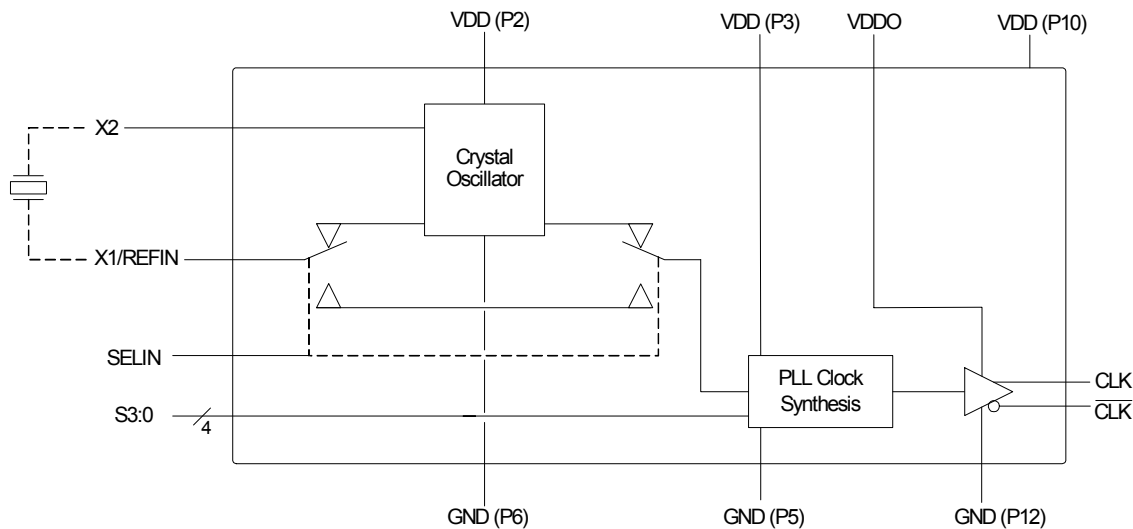 VDD (P2)
VDD (P3)
VDDO
VDD (P10)
X2
Crystal
Oscillator
X1/REFIN
SELIN
PLL Clock
Synthesis
CLK
CLK
S3:0
4
GND (P6)
GND (P5)
GND (P12)